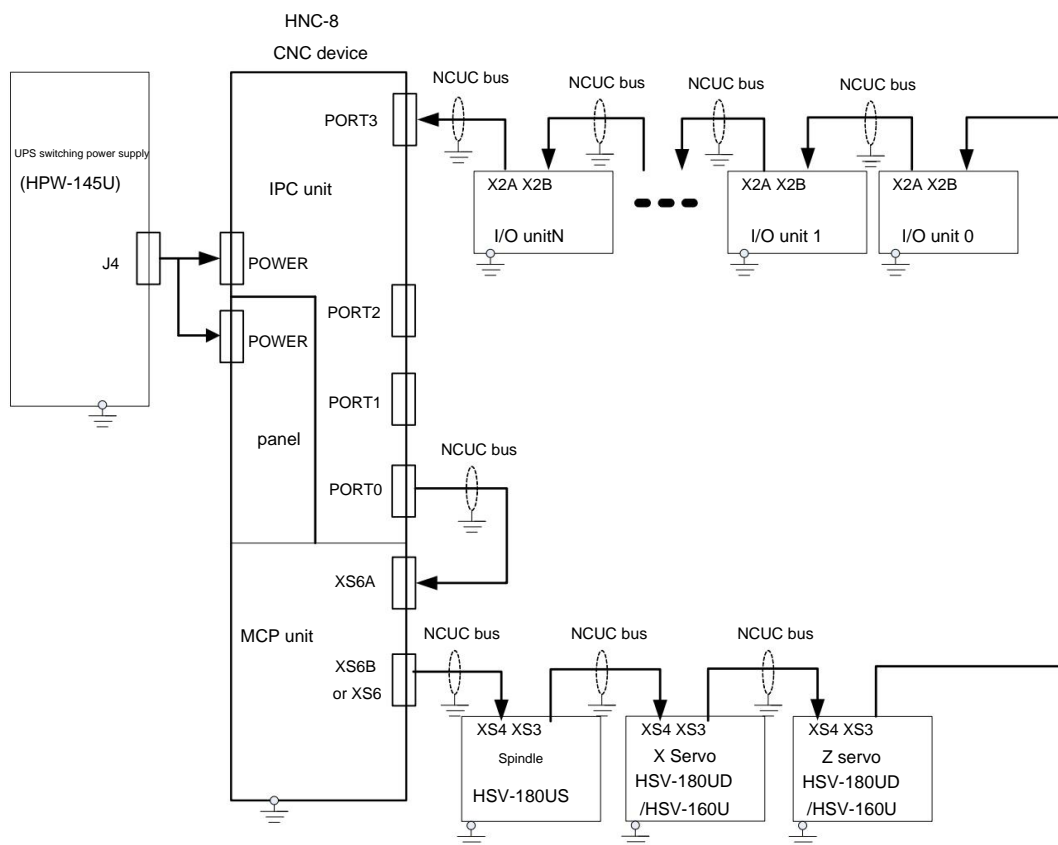 HNC-8
CNC device
NCUC bus
NCUC bus
NCUC bus
NCUC bus
PORT3
UPS switching power supply
(HPW-145U)
IPC unit
X2A X2B
X2A X2B
X2A X2B
I/O unitN
I/O unit 1
I/O unit 0
J4
POWER
PORT2
POWER
PORT1
panel
NCUC bus
PORT0
XS6A
MCP unit
NCUC bus
NCUC bus
NCUC bus
XS6B
or XS6
XS4 XS3
Spindle
HSV-180US
XS4 XS3
X Servo
HSV-180UD
/HSV-160U
XS4 XS3
Z servo
HSV-180UD
/HSV-160U